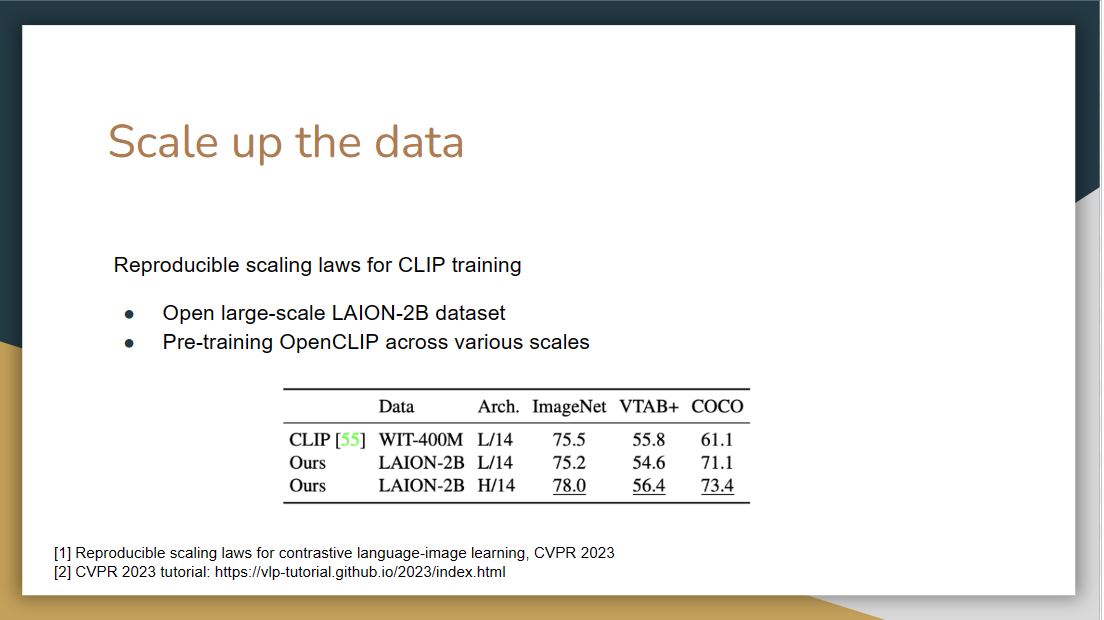 Scale up the data
Reproducible scaling laws for CLIP training
● Open large-scale LAION-2B dataset
● Pre-training OpenCLIP across various scales
Data Arch. ImageNet VTAB+ COCO
CLIP [55] WIT-400M L/14 75.5 55.8 61.1
Ours LAION-2B L/14 75.2 54.6 71.1
Ours LAION-2B H/14 78.0 56.4 73.4
[1] Reproducible scaling laws for contrastive language-image learning, CVPR 2023
[2] CVPR 2023 tutorial: https://vlp-tutorial.github.io/2023/index.html